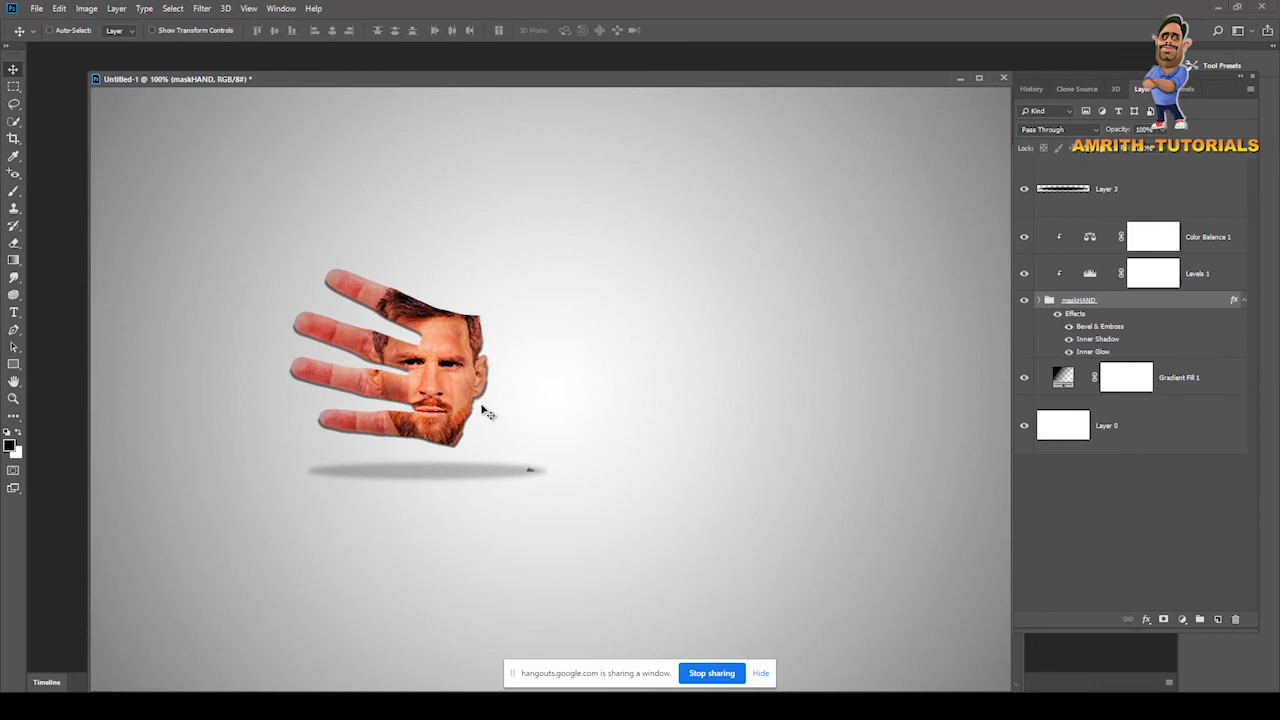 Ps File Edit Image Layer Type Select Filter 3D View Window Help
Auto-Select: Layer Show Transform Controls 3D Mode:
Tool Presets
Untitled-1 @ 100% (maskHAND, RGB/8#) *
History Clone Source 3D
Kind
Pass Through Opacity: 100%
Lock:
AMRITH-TUTORIALS
Layer 3
Color Balance 1
Levels 1
maskHAND fx
Effects
Bevel & Emboss
Inner Shadow
Inner Glow
Gradient Fill 1
Layer 0
fx
hangouts.google.com is sharing a window. Stop sharing Hide
Timeline